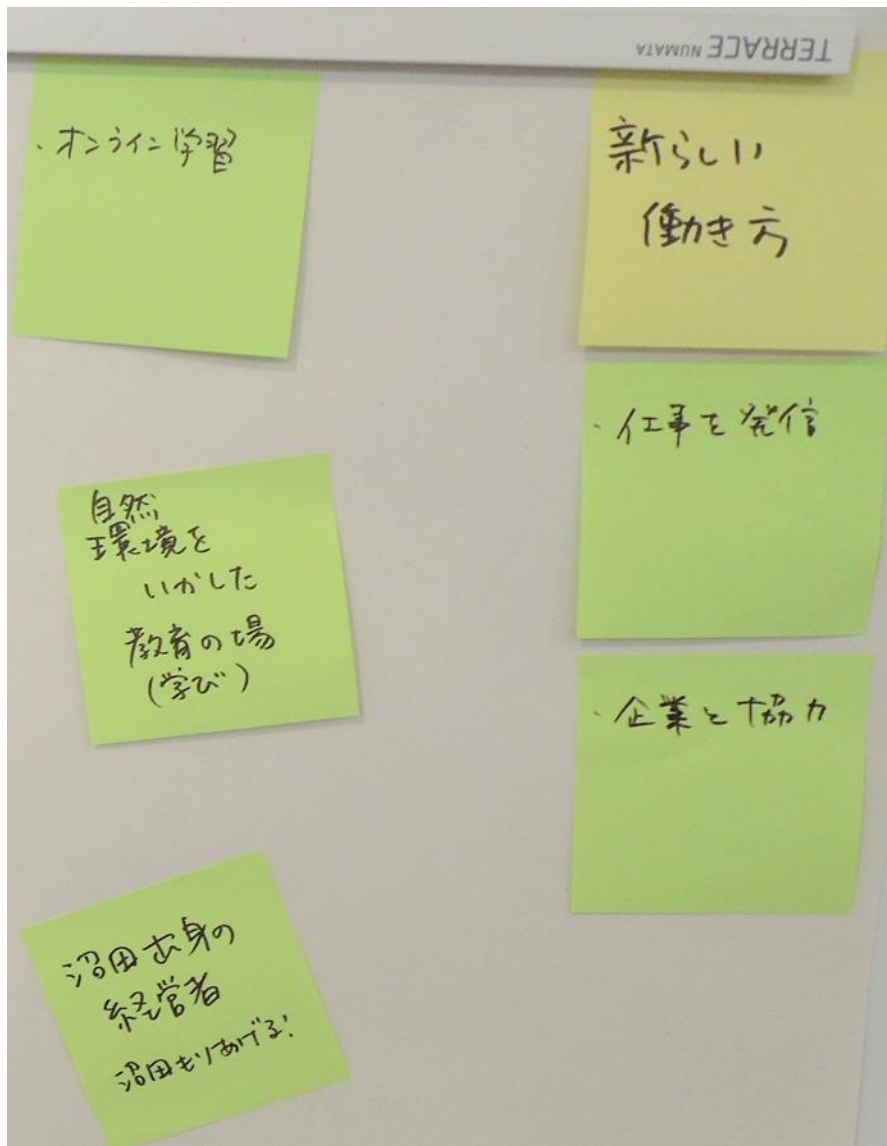 TERRACE NUMATA
・オンライン学習
自然
環境を
いかした
教育の場
(学び)
沼田出身の
経営者
沼田もりあげる!
新らしい
働き方
・仕事を発信
・企業と協力